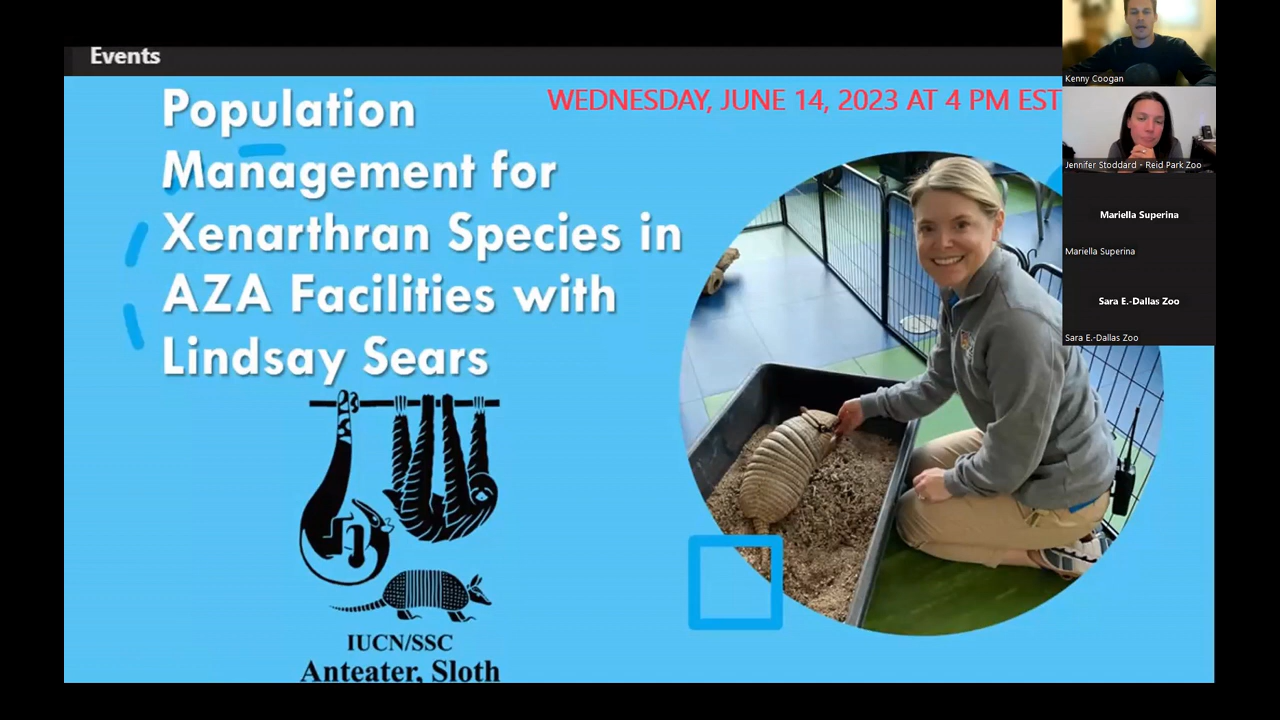 Events
Population
Management for
Xenarthran Species in
AZA Facilities with
Lindsay Sears
WEDNESDAY, JUNE 14, 2023 AT 4 PM EST
IUCN/SSC
Anteater, Sloth
Kenny Coogan
Jennifer Stoddard - Reid Park Zoo
Mariella Superina
Mariella Superina
Sara E.-Dallas Zoo
Sara E.-Dallas Zoo